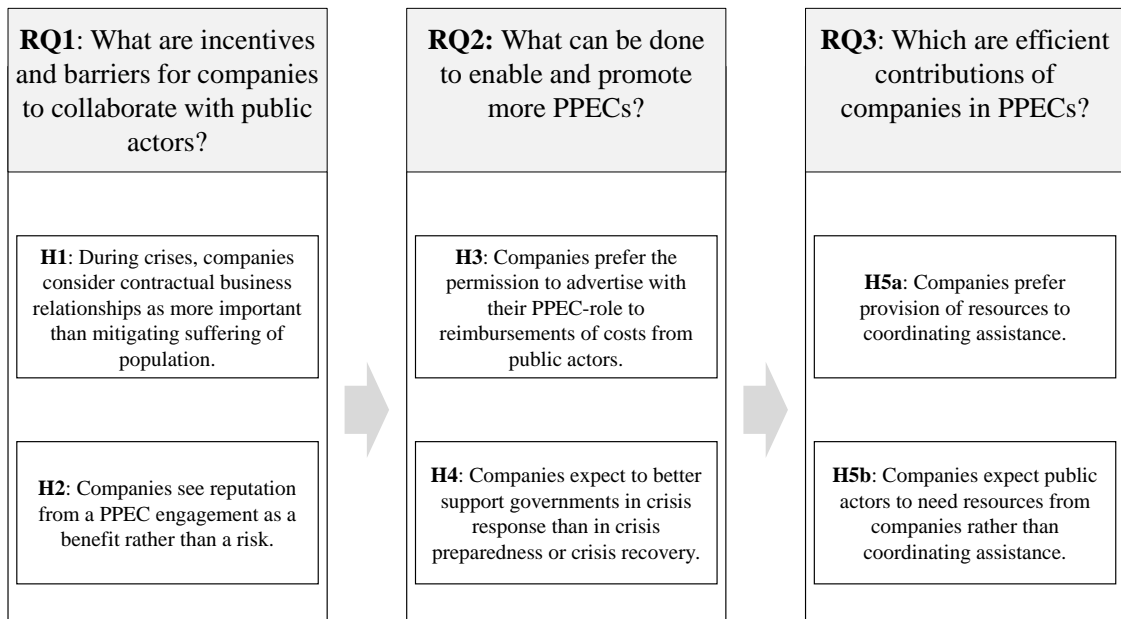 RQ1: What are incentives
and barriers for companies
to collaborate with public
actors?
H1: During crises, companies
consider contractual business
relationships as more important
than mitigating suffering of
population.
H2: Companies see reputation
from a PPEC engagement as a
benefit rather than a risk.
RQ2: What can be done
to enable and promote
more PPECs?
H3: Companies prefer the
permission to advertise with
their PPEC-role to
reimbursements of costs from
public actors.
H4: Companies expect to better
support governments in crisis
response than in crisis
preparedness or crisis recovery.
RQ3: Which are efficient
contributions of
companies in PPECs?
H5a: Companies prefer
provision of resources to
coordinating assistance.
H5b: Companies expect public
actors to need resources from
companies rather than
coordinating assistance.